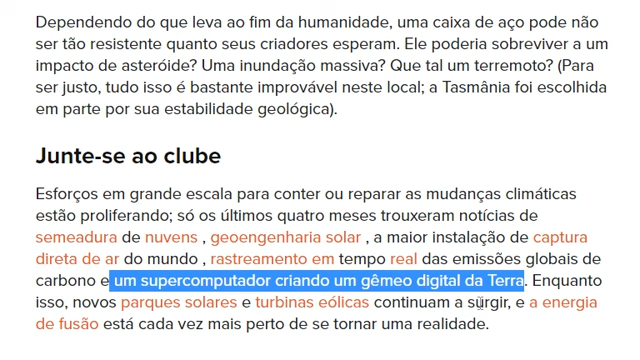 Dependendo do que leva ao fim da humanidade, uma caixa de aço pode não
ser tão resistente quanto seus criadores esperam. Ele poderia sobreviver a um
impacto de asteróide? Uma inundação massiva? Que tal um terremoto? (Para
ser justo, tudo isso é bastante improvável neste local; a Tasmânia foi escolhida
em parte por sua estabilidade geológica).
Junte-se ao clube
Esforços em grande escala para conter ou reparar as mudanças climáticas
estão proliferando; só os últimos quatro meses trouxeram notícias de
semeadura de nuvens , geoengenharia solar , a maior instalação de captura
direta de ar do mundo , rastreamento em tempo real das emissões globais de
carbono e um supercomputador criando um gêmeo digital da Terra. Enquanto
isso, novos parques solares e turbinas eólicas continuam a surgir, e a energia
de fusão está cada vez mais perto de se tornar uma realidade.